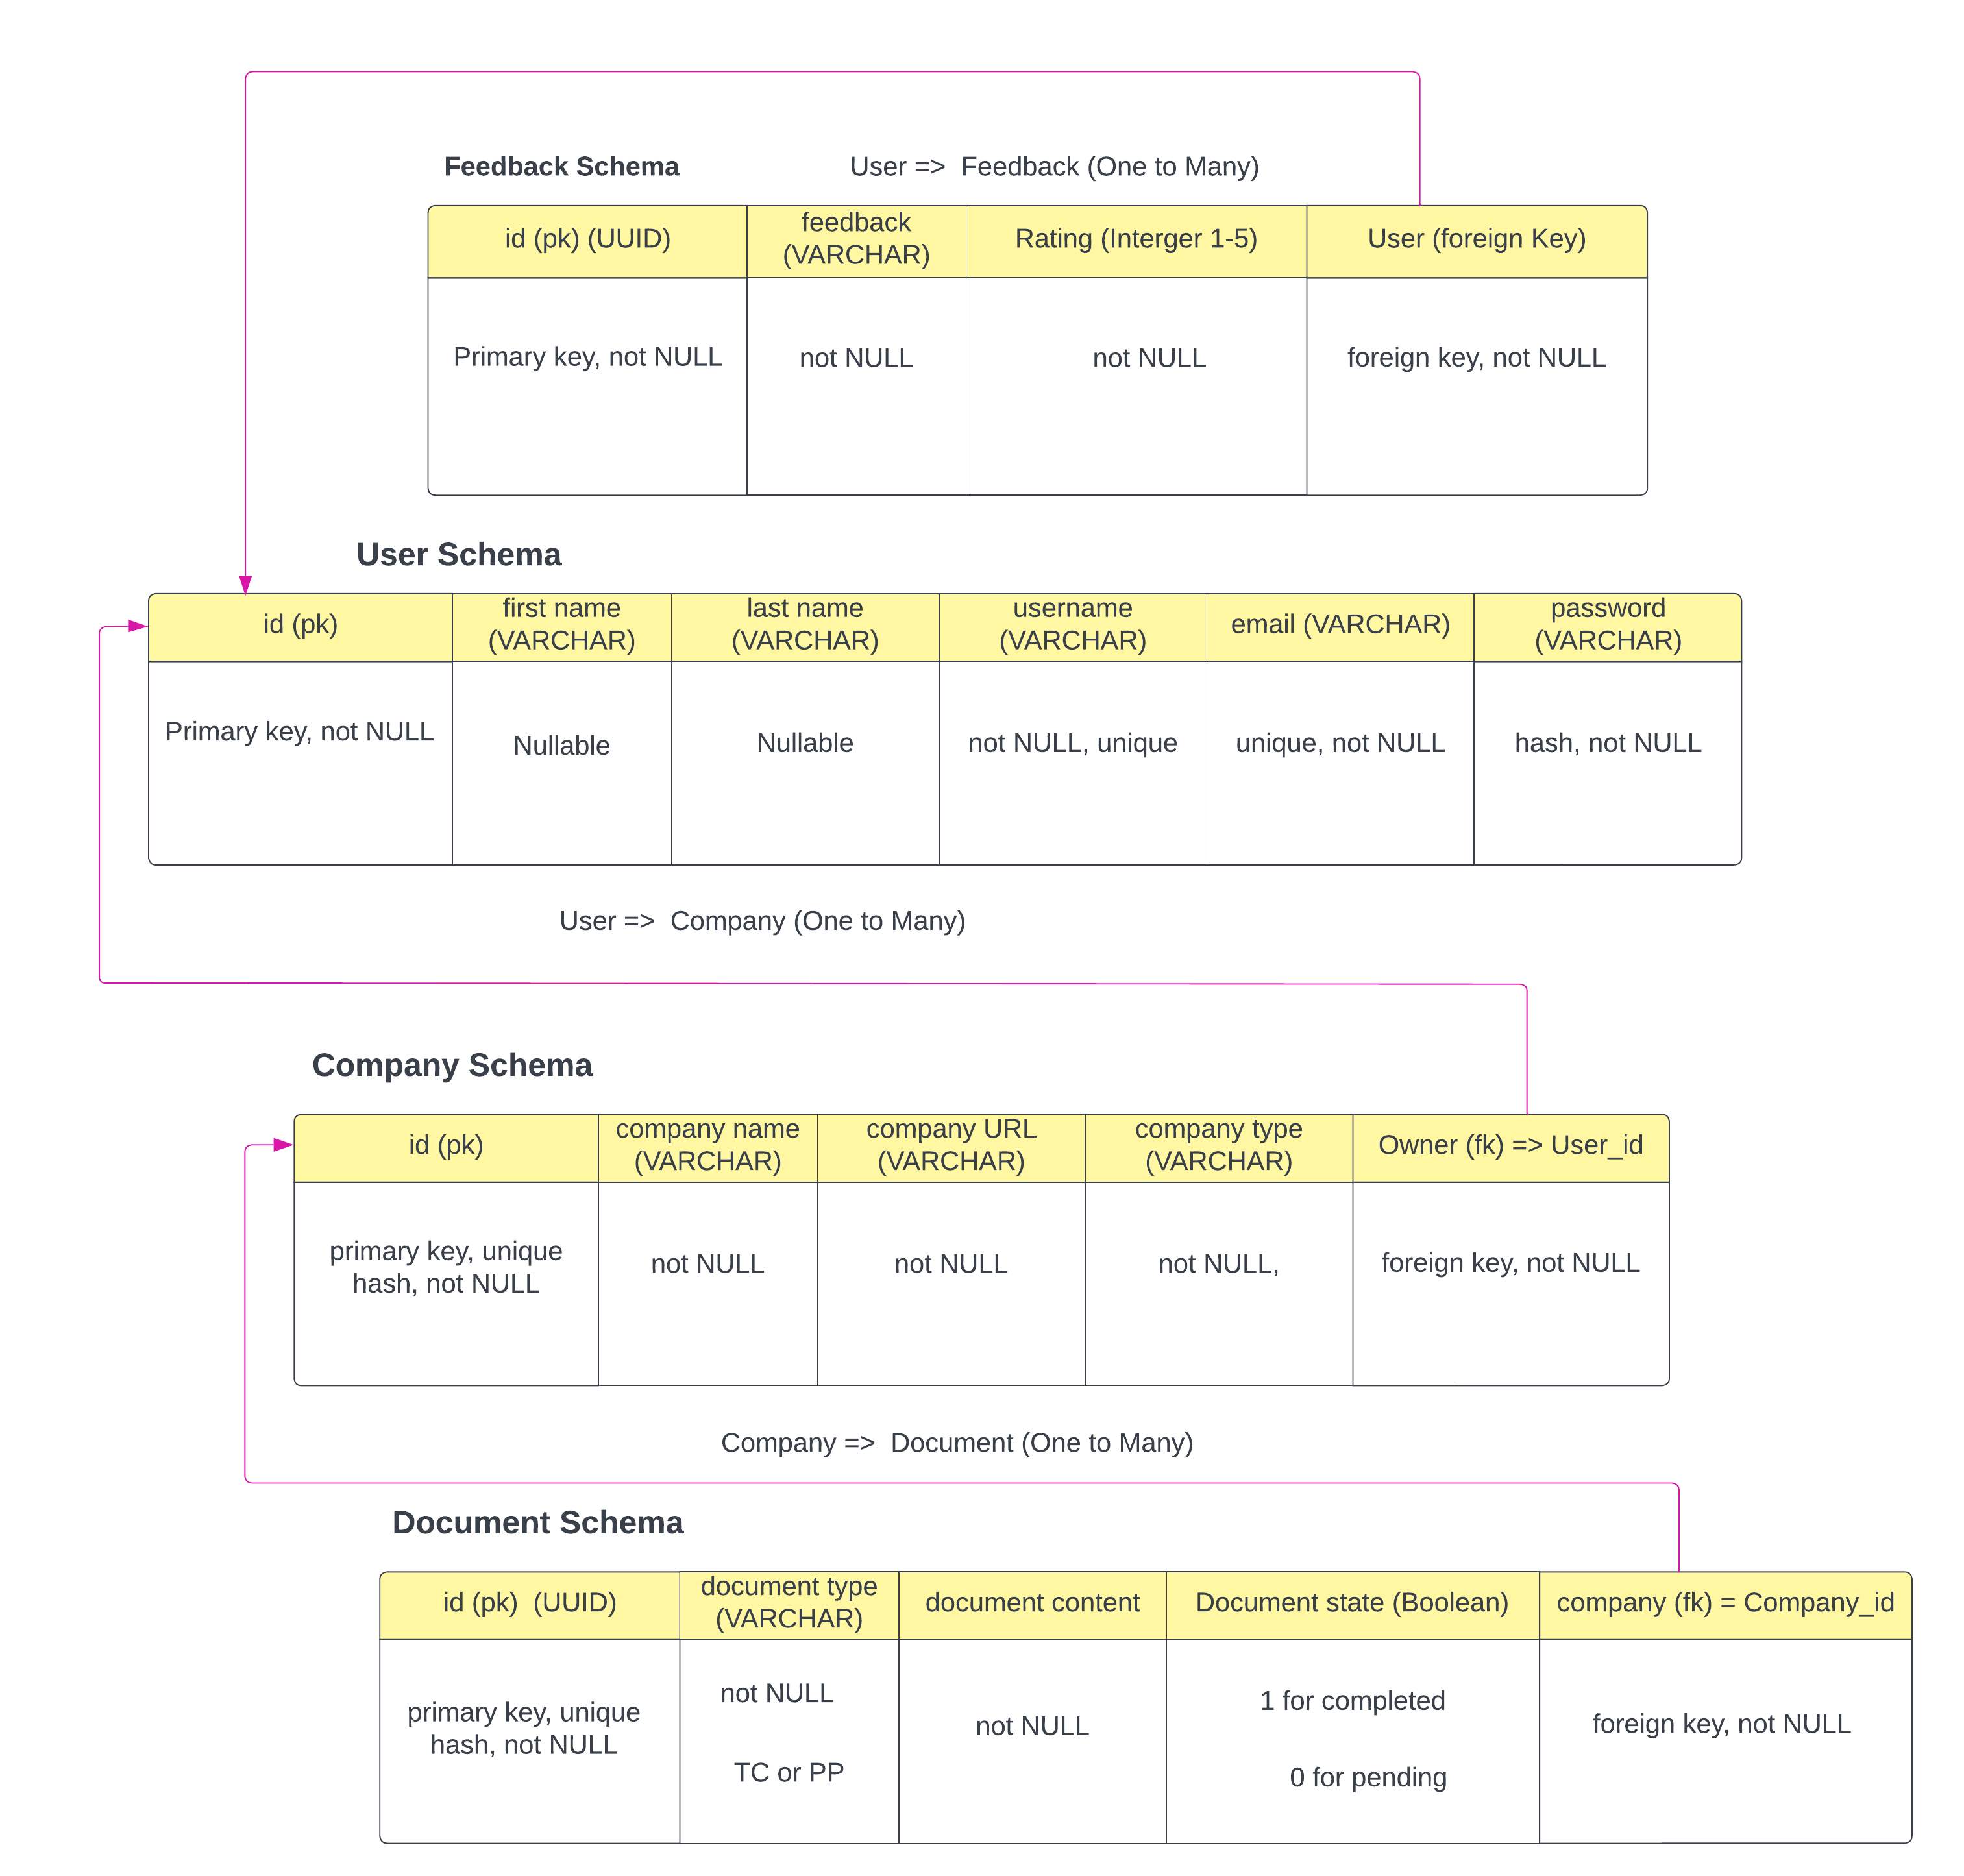 Feedback Schema
User =>  Feedback (One to Many)
id (pk) (UUID)
feedback
(VARCHAR)
Rating (Interger 1-5)
User (foreign Key)
Primary key, not NULL
not NULL
not NULL
foreign key, not NULL
User Schema
id (pk)
first name
(VARCHAR)
last name
(VARCHAR)
username
(VARCHAR)
email (VARCHAR)
password
(VARCHAR)
Primary key, not NULL
Nullable
Nullable
not NULL, unique
unique, not NULL
hash, not NULL
User =>  Company (One to Many)
Company Schema
id (pk)
company name
(VARCHAR)
company URL
(VARCHAR)
company type
(VARCHAR)
Owner (fk) => User_id
primary key, unique
hash, not NULL
not NULL
not NULL
not NULL,
foreign key, not NULL
Company =>  Document (One to Many)
Document Schema
id (pk)  (UUID)
document type
(VARCHAR)
document content
Document state (Boolean)
company (fk) = Company_id
primary key, unique
hash, not NULL
not NULL
TC or PP
not NULL
1 for completed
0 for pending
foreign key, not NULL